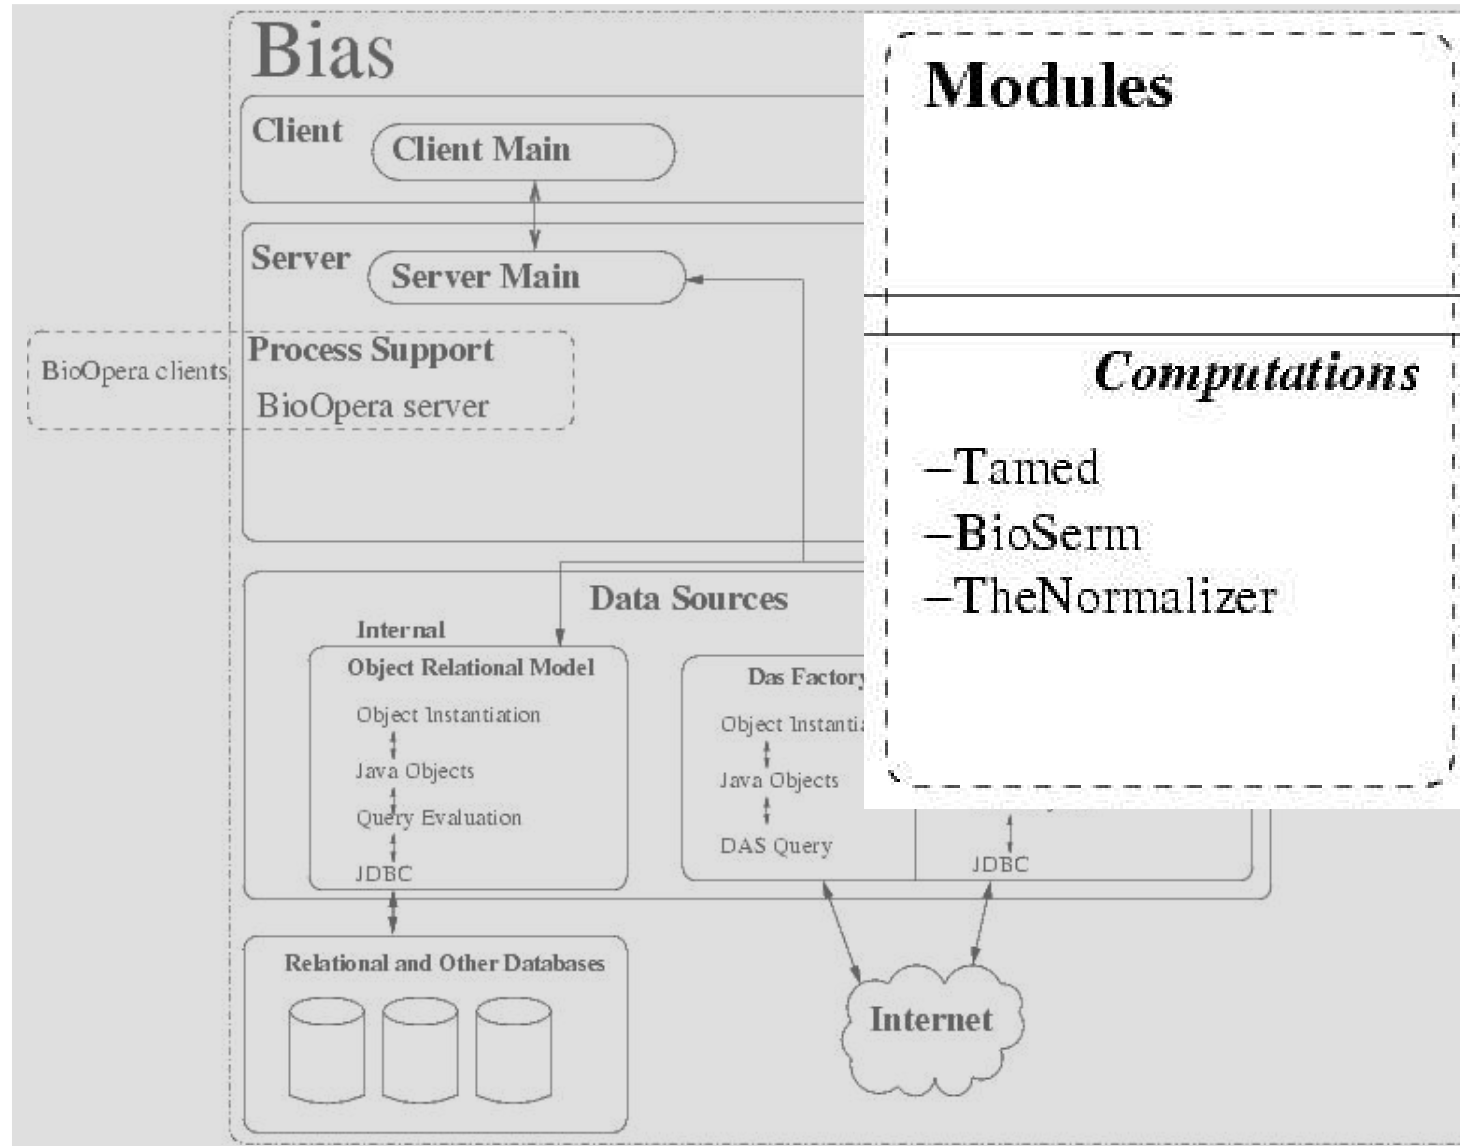 Bias
Client
Client Main
Server
Server Main
Process Support
BioOpera clients
BioOpera server
Modules
Computations
–Tamed
–BioSerm
–TheNormalizer
Data Sources
Internal
Object Relational Model
Object Instantiation
Java Objects
Query Evaluation
JDBC
Das Factory
Object Instantia
Java Objects
DAS Query
JDBC
Relational and Other Databases
Internet